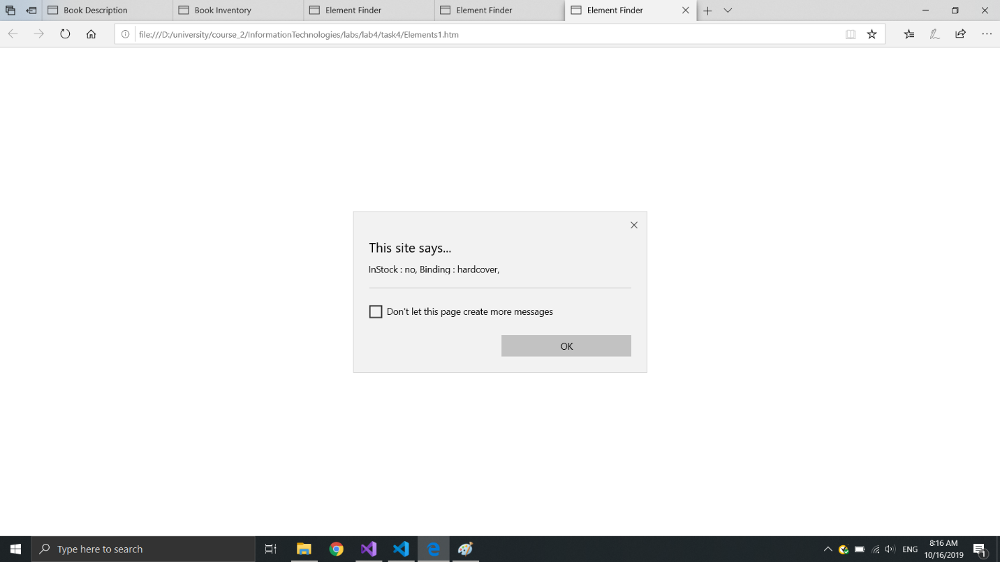 Book Description
Book Inventory
Element Finder
Element Finder
Element Finder
file:///D:/university/course_2/InformationTechnologies/labs/lab4/task4/Elements1.htm
This site says...
InStock : no, Binding : hardcover,
Don't let this page create more messages
OK
Type here to search
ENG
8:16 AM
10/16/2019
1